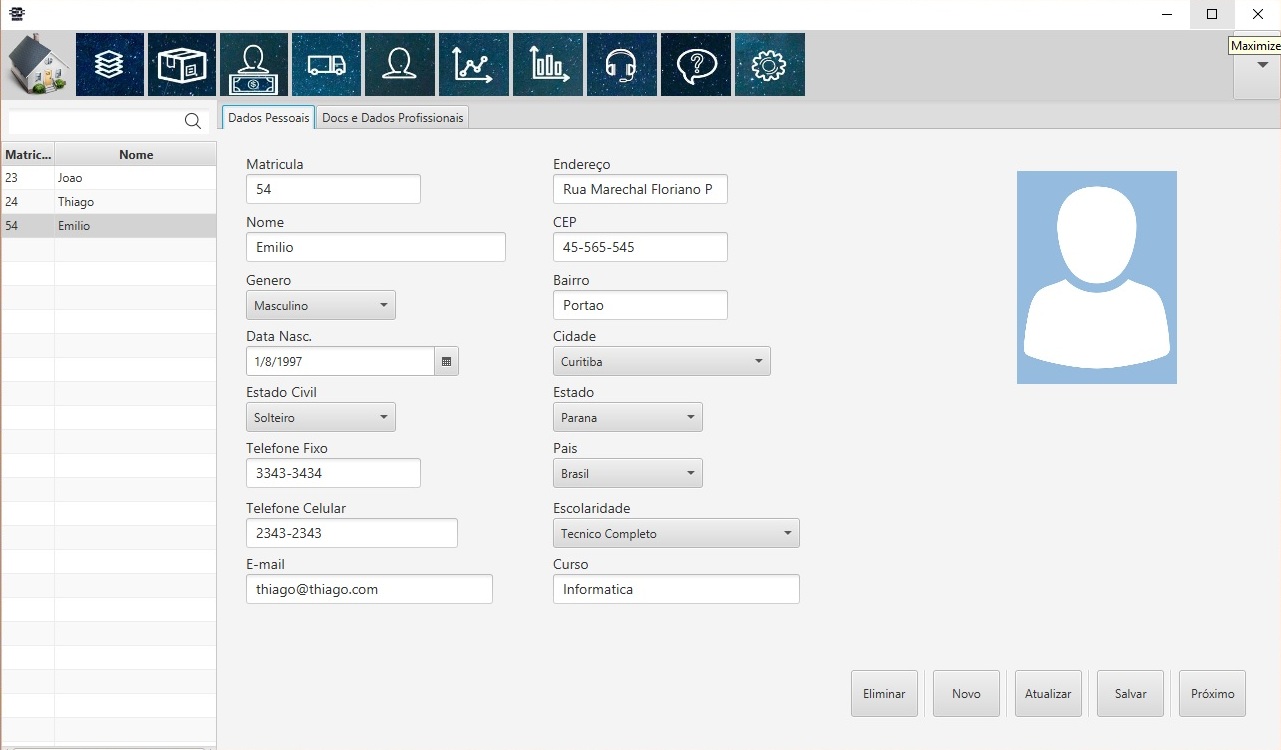 Maximize
Dados Pessoais
Docs e Dados Profissionais
Matric...
Nome
23
Joao
24
Thiago
54
Emilio
Matricula
54
Nome
Emilio
Genero
Masculino
Data Nasc.
1/8/1997
Estado Civil
Solteiro
Telefone Fixo
3343-3434
Telefone Celular
2343-2343
E-mail
thiago@thiago.com
Endereço
Rua Marechal Floriano P
CEP
45-565-545
Bairro
Portao
Cidade
Curitiba
Estado
Parana
Pais
Brasil
Escolaridade
Tecnico Completo
Curso
Informatica
Eliminar
Novo
Atualizar
Salvar
Próximo